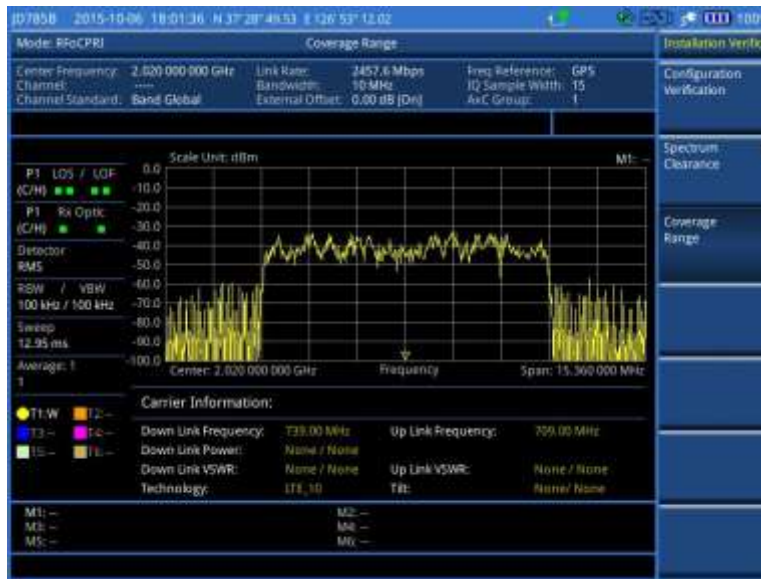 JD785B 2015-10-06 18:01:36 N 37° 28' 49.53 E 126° 53' 12.02
100
Mode: RFoCPRI Coverage Range Installation Verific
Center Frequency: 2.020 000 000 GHz Link Rate: 2457.6 Mbps Freq Reference: GPS
Channel: ---- Bandwidth: 10 MHz IQ Sample Width: 15
Channel Standard: Band Global External Offset: 0.00 dB [On] AxC Group: 1
Configuration Verification
Spectrum Clearance
Coverage Range
Scale Unit: dBm M1: --
P1 LOS / LOF
(C/H)
P1 Rx Optic
(C/H)
Detector
RMS
RBW / VBW
100 kHz / 100 kHz
Sweep
12.95 ms
Average: 1
1
0.0
-10.0
-20.0
-30.0
-40.0
-50.0
-60.0
-70.0
-80.0
-90.0
-100.0
Center: 2.020 000 000 GHz Frequency Span: 15.360 000 MHz
T1:W T2:--
T3:-- T4:--
T5:-- T6:--
Carrier Information:
Down Link Frequency: 739.00 MHz Up Link Frequency: 709.00 MHz
Down Link Power: None / None
Down Link VSWR: None / None Up Link VSWR: None / None
Technology: LTE_10 Tilt: None/ None
M1: -- M2: --
M3: -- M4: --
M5: -- M6: --